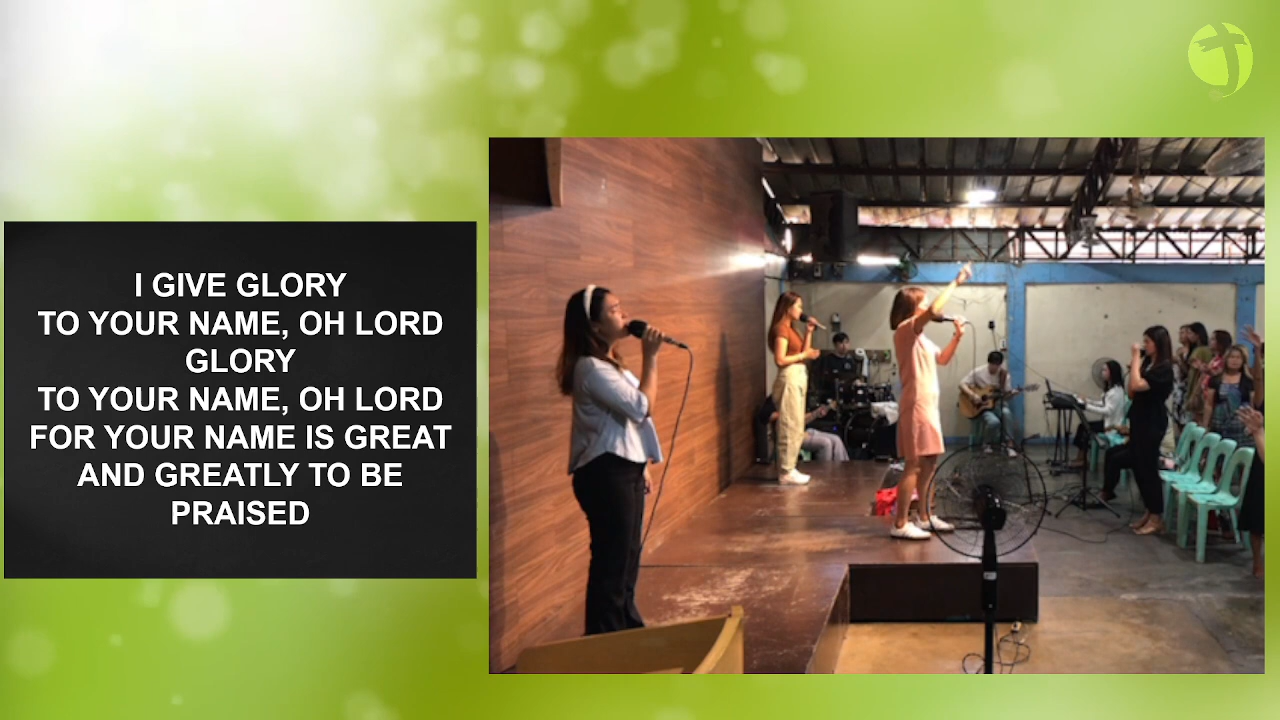 I GIVE GLORY
TO YOUR NAME, OH LORD
GLORY
TO YOUR NAME, OH LORD
FOR YOUR NAME IS GREAT
AND GREATLY TO BE
PRAISED